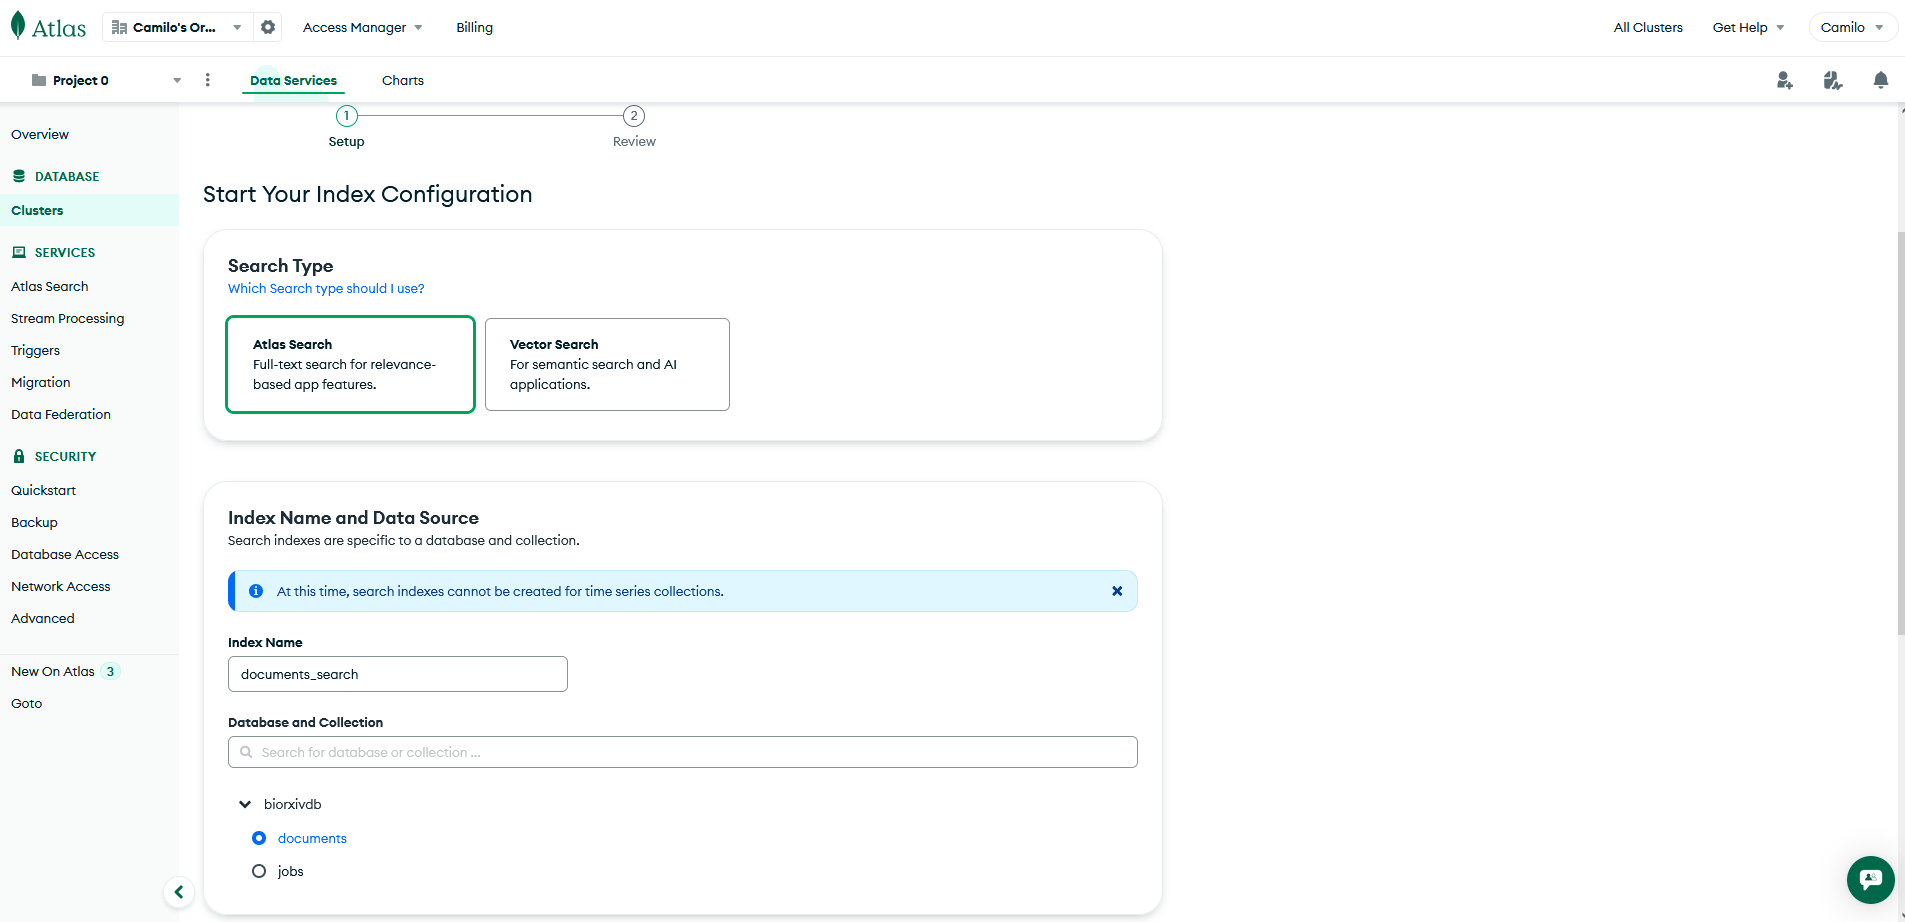 Atlas
Camilo's Or...
Access Manager
Billing
All Clusters
Get Help
Camilo
Project 0
Data Services
Charts
1
2
Setup
Review
Overview
DATABASE
Clusters
SERVICES
Atlas Search
Stream Processing
Triggers
Migration
Data Federation
SECURITY
Quickstart
Backup
Database Access
Network Access
Advanced
New On Atlas 3
Goto
Start Your Index Configuration
Search Type
Which Search type should I use?
Atlas Search
Full-text search for relevance-
based app features.
Vector Search
For semantic search and AI
applications.
Index Name and Data Source
Search indexes are specific to a database and collection.
At this time, search indexes cannot be created for time series collections.
Index Name
documents_search
Database and Collection
Search for database or collection ...
biorxivdb
documents
jobs